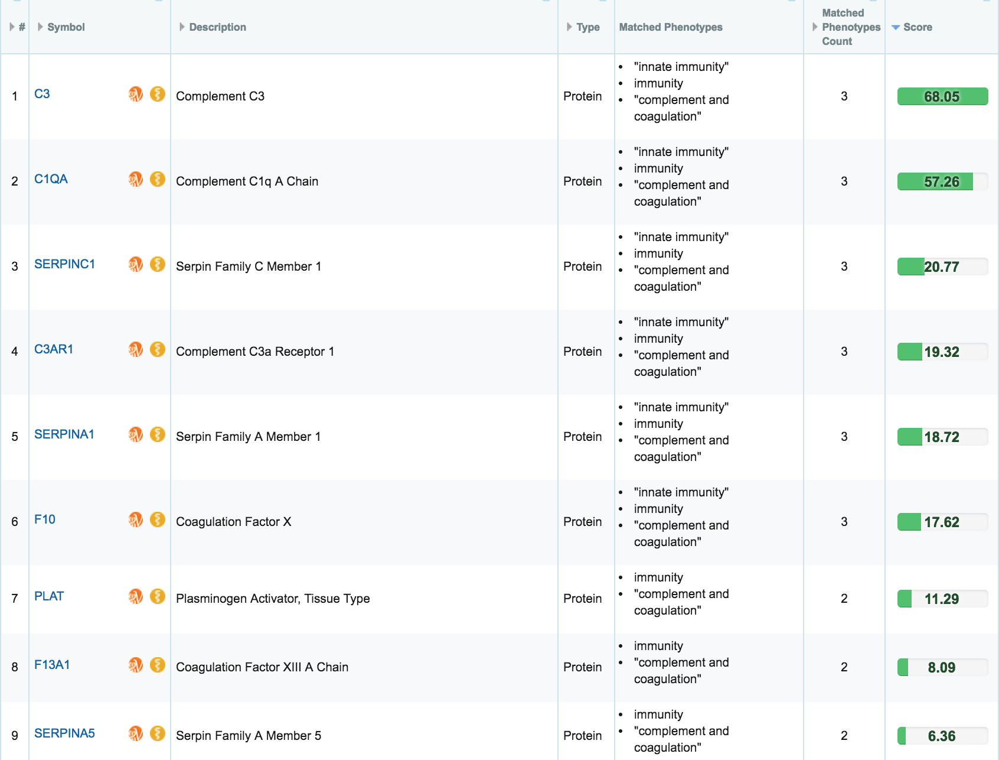 # Symbol Description Type Matched Phenotypes Matched Phenotypes Count Score
"innate immunity"
immunity
1 C3 Complement C3 Protein 3 68.05
"complement and
coagulation"
"innate immunity"
immunity
2 C1QA Complement C1q A Chain Protein 3 57.26
"complement and
coagulation"
"innate immunity"
immunity
3 SERPINC1 Serpin Family C Member 1 Protein 3 20.77
"complement and
coagulation"
"innate immunity"
immunity
4 C3AR1 Complement C3a Receptor 1 Protein 3 19.32
"complement and
coagulation"
"innate immunity"
immunity
5 SERPINA1 Serpin Family A Member 1 Protein 3 18.72
"complement and
coagulation"
"innate immunity"
immunity
6 F10 Coagulation Factor X Protein 3 17.62
"complement and
coagulation"
immunity
7 PLAT Plasminogen Activator, Tissue Type Protein "complement and 2 11.29
coagulation"
immunity
8 F13A1 Coagulation Factor XIII A Chain Protein "complement and 2 8.09
coagulation"
immunity
9 SERPINA5 Serpin Family A Member 5 Protein "complement and 2 6.36
coagulation"